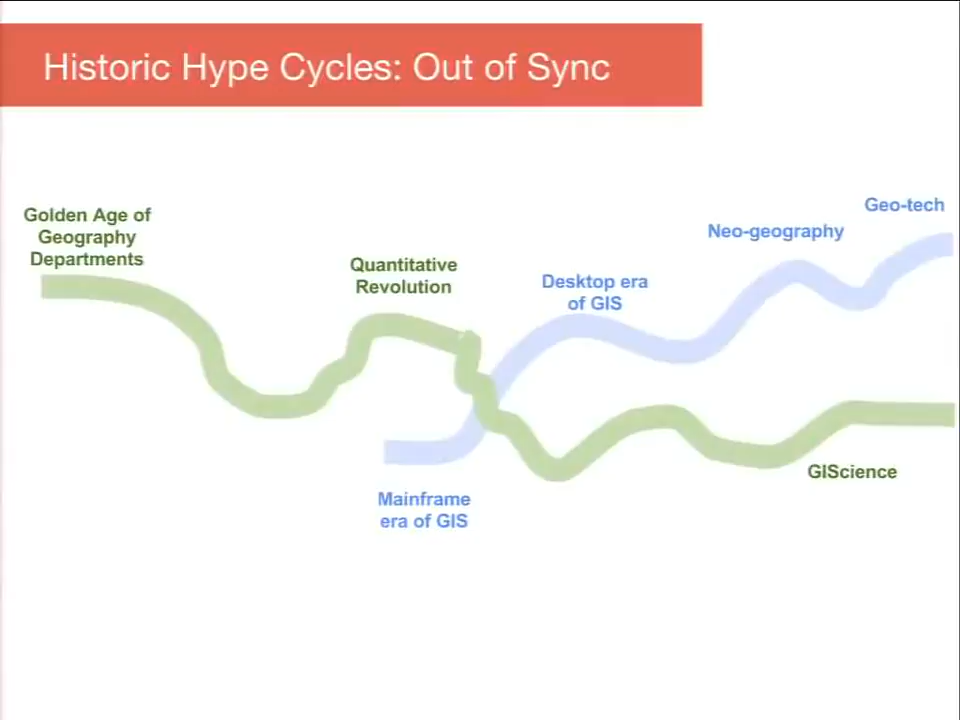 Historic Hype Cycles: Out of Sync
Golden Age of
Geography
Departments
Quantitative
Revolution
Desktop era
of GIS
Neo-geography
Geo-tech
Mainframe
era of GIS
GIScience